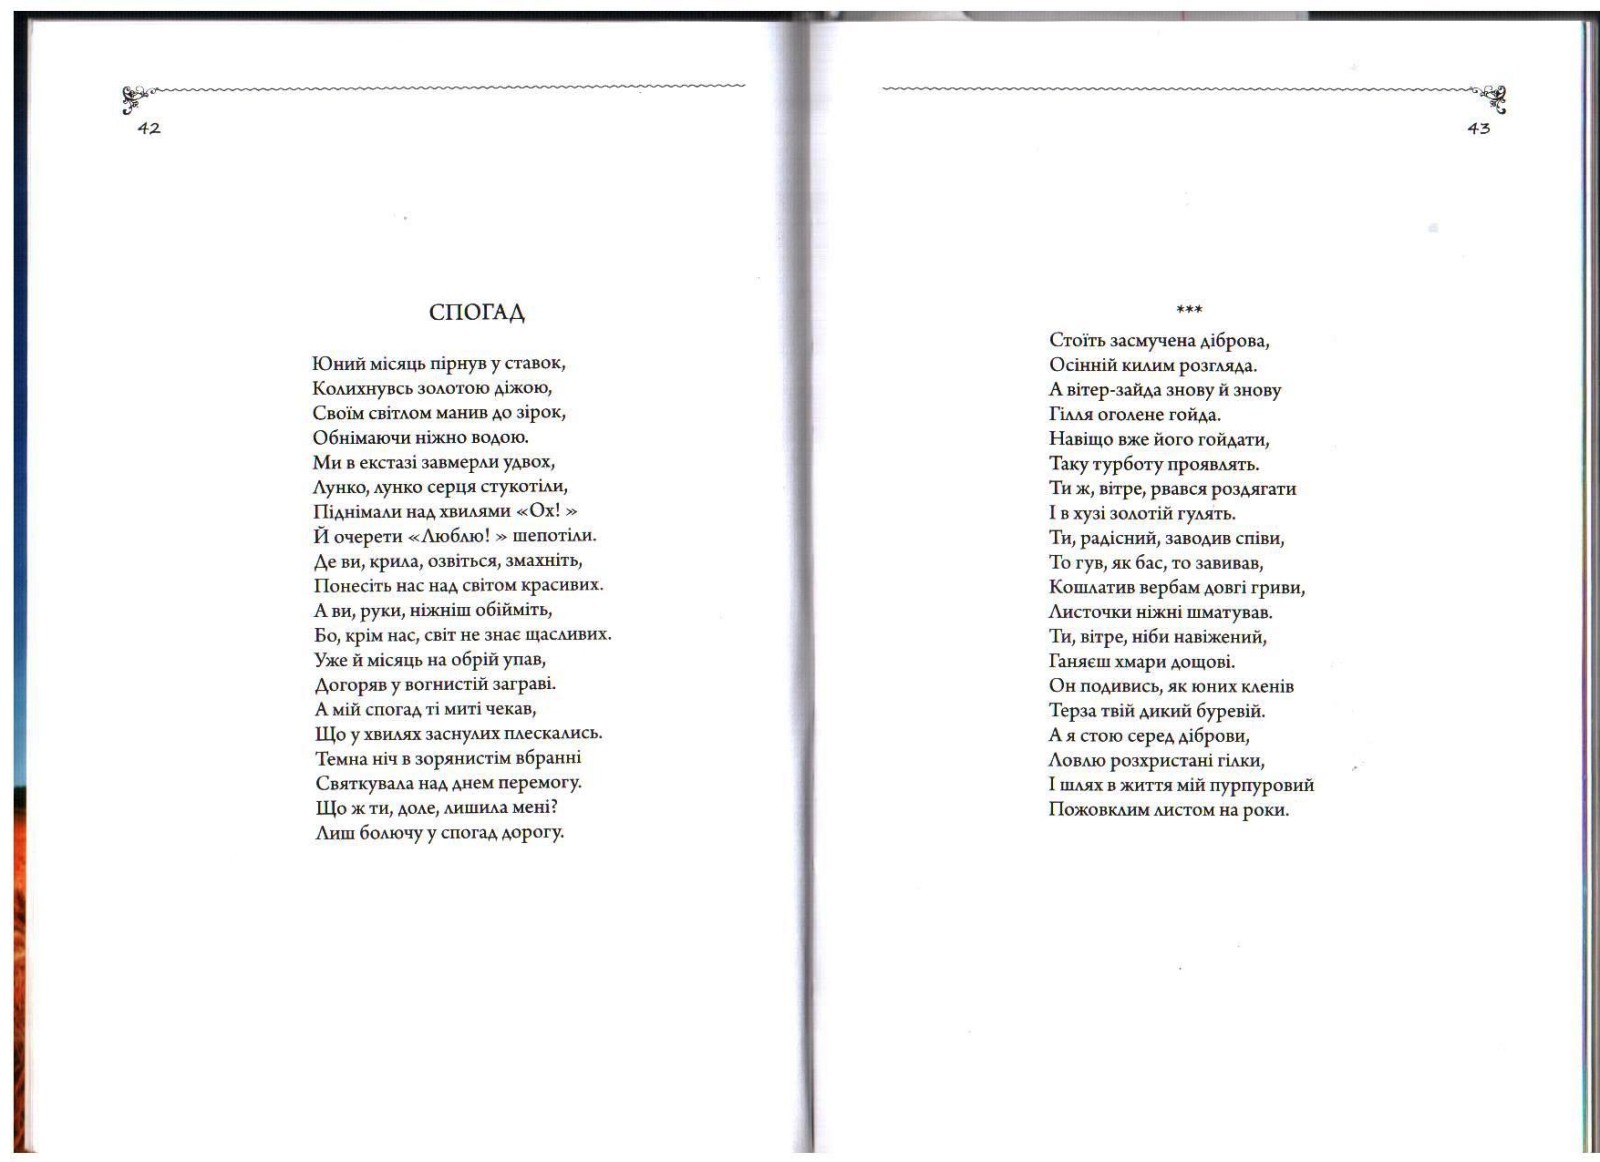 42
СПОГАД
Юний місяць пірнув у ставок,
Колихнувсь золотою діжою,
Своїм світлом манив до зірок,
Обнімаючи ніжно водою.
Ми в екстазі завмерли удвох,
Лунко, лунко серця стукотіли,
Піднімали над хвилями «Ох! »
Й очерети «Люблю! » шепотіли.
Де ви, крила, озвіться, змахніть,
Понесіть нас над світом красивих.
А ви, руки, ніжніш обійміть,
Бо, крім нас, світ не знає щасливих.
Уже й місяць на обрій упав,
Догоряв у вогнистій заграві.
А мій спогад ті миті чекав,
Що у хвилях заснулих плескались.
Темна ніч в зорянистім вбранні
Святкувала над днем перемогу.
Що ж ти, доле, лишила мені?
Лиш болючу у спогад дорогу.
43
***
Стоїть засмучена діброва,
Осінній килим розгляда.
А вітер-зайда знову й знову
Гілля оголене гойда.
Навіщо вже його гойдати,
Таку турботу проявлять.
Ти ж, вітре, рвався роздягати
І в хузі золотій гулять.
Ти, радісний, заводив співи,
То гув, як бас, то завивав,
Кошлатив вербам довгі гриви,
Листочки ніжні шматував.
Ти, вітре, ніби навіжений,
Ганяєш хмари дощові.
Он подивись, як юних кленів
Терза твій дикий буревій.
А я стою серед діброви,
Ловлю розхристані гілки,
І шлях в життя мій пурпуровий
Пожовклим листом на роки.